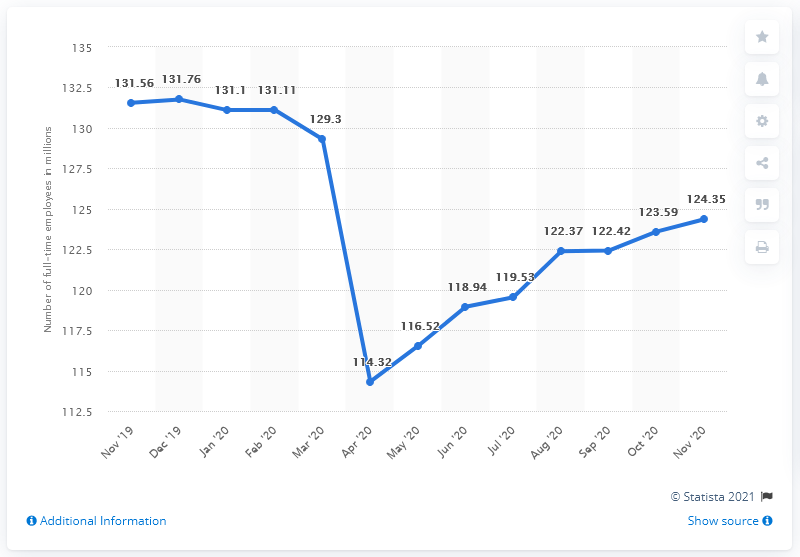 135
132.5
130
127.5
125
122.5
120
117.5
115
112.5
Number of full-time employees in millions
131.56
131.76
131.1
131.11
129.3
114.32
116.52
118.94
119.53
122.37
122.42
123.59
124.35
Nov '19
Dec '19
Jan '20
Feb '20
Mar '20
Apr '20
May '20
Jun '20
Jul '20
Aug '20
Sep '20
Oct '20
Nov '20
© Statista 2021
Additional Information
Show source